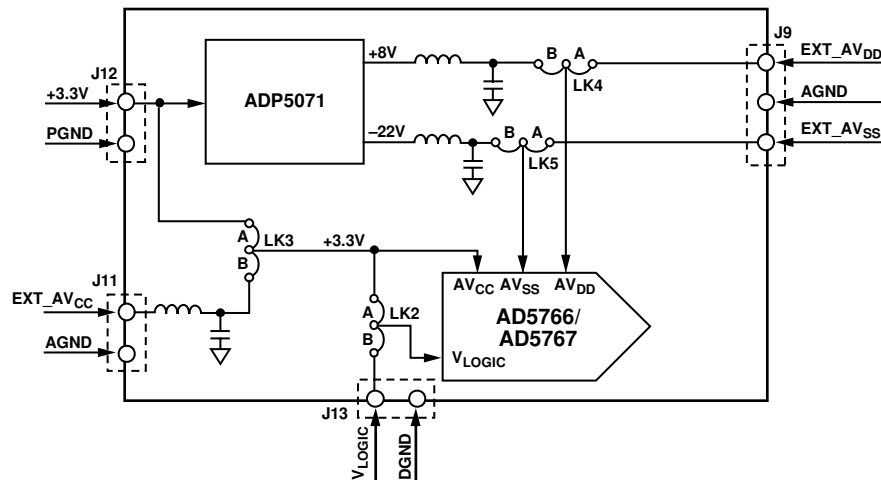 J9
EXT_AVDD
AGND
EXT_AVSS
J12
+3.3V
PGND
ADP5071
+8V
–22V
B A
LK4
B A
LK5
A
B
LK3
+3.3V
J11
EXT_AVCC
AGND
A
B
LK2
AVCC AVSS AVDD
AD5766/
AD5767
VLOGIC
J13
VLOGIC
DGND